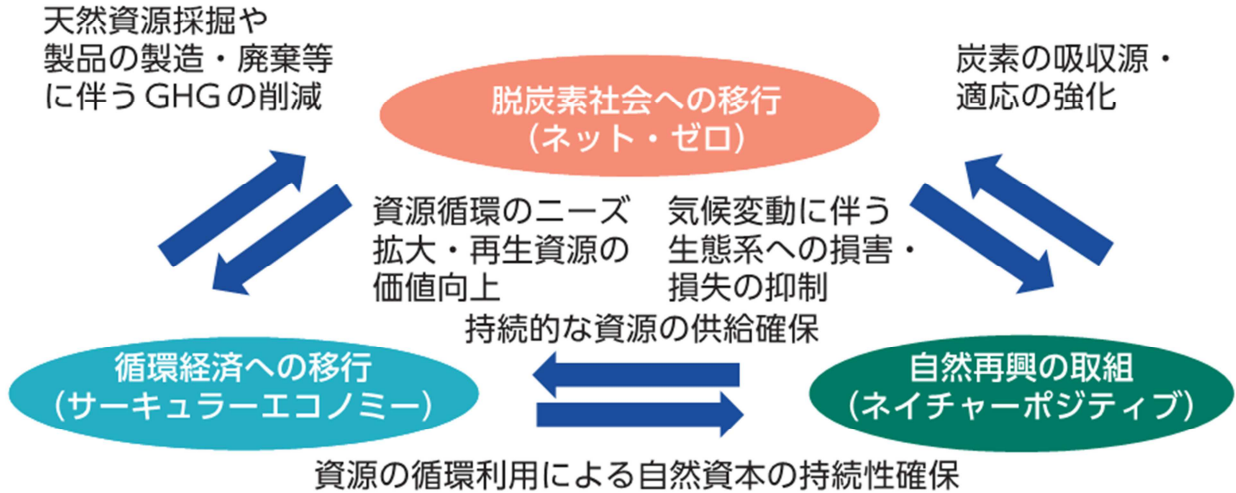 天然資源採掘や
製品の製造・廃棄等
に伴うGHGの削減
脱炭素社会への移行
（ネット・ゼロ）
炭素の吸収源・
適応の強化
資源循環のニーズ
拡大・再生資源の
価値向上
気候変動に伴う
生態系への損害・
損失の抑制
持続的な資源の供給確保
循環経済への移行
（サーキュラーエコノミー）
自然再興の取組
（ネイチャーポジティブ）
資源の循環利用による自然資本の持続性確保